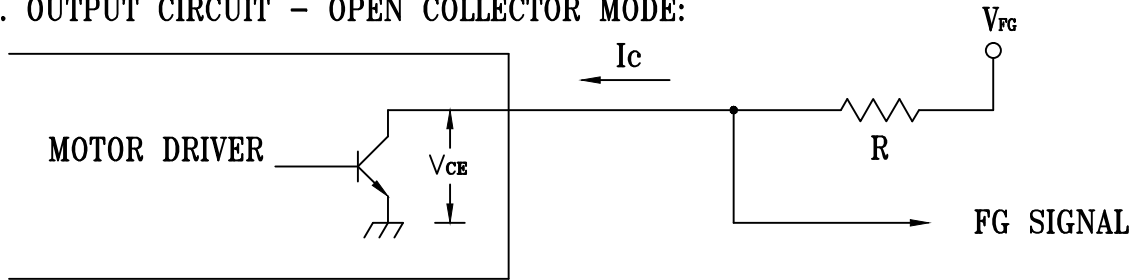 . OUTPUT CIRCUIT – OPEN COLLECTOR MODE:
VFG
Ic
MOTOR DRIVER
VCE
R
FG SIGNAL